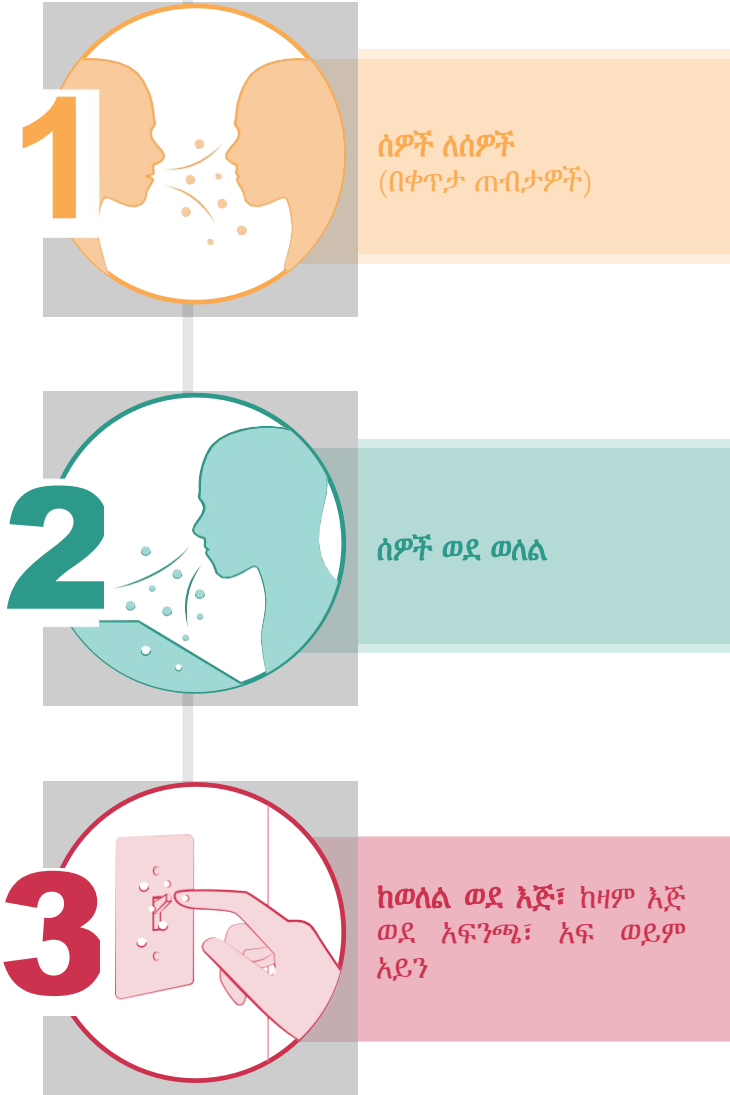 1
ሰዎች ለሰዎች
(በቀጥታ ጠብታዎች)
2
ሰዎች ወደ ወለል
3
ከወለል ወደ እጅ፣ ከዛም እጅ
ወደ አፍንጫ፣ አፍ ወይም
አይን